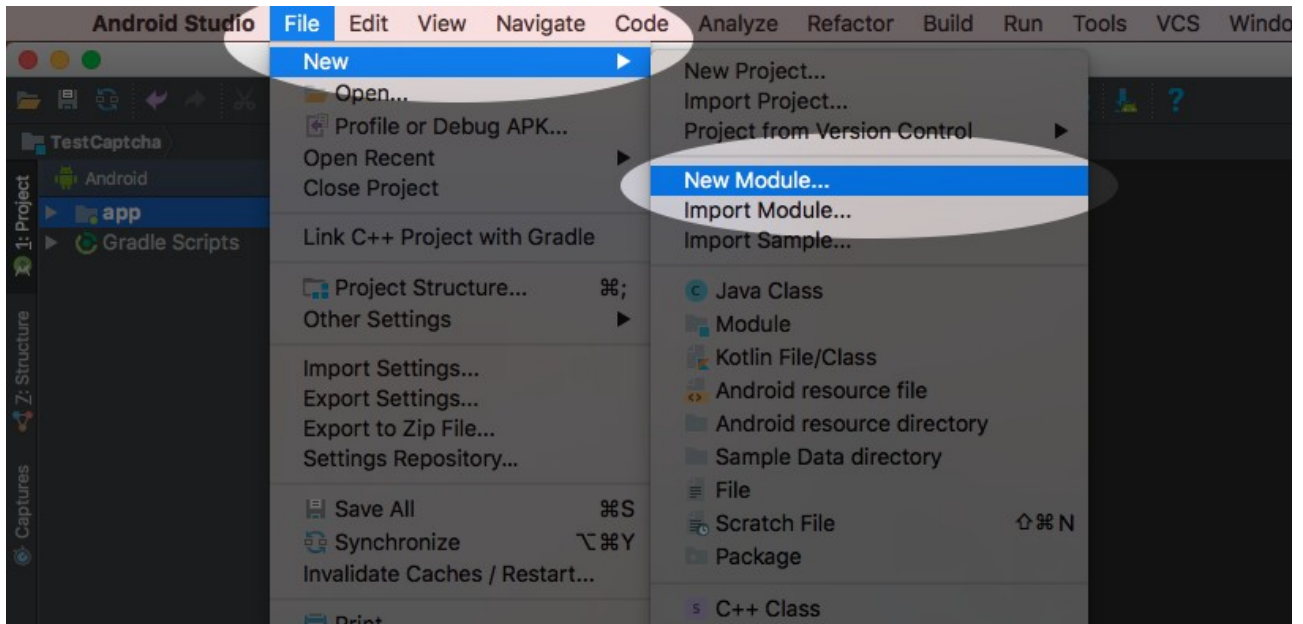 Android Studio File Edit View Navigate Code Analyze Refactor Build Run Tools VCS Windo
New
Open...
Profile or Debug APK...
Open Recent
Close Project
Link C++ Project with Gradle
Project Structure... ⌘;
Other Settings
Import Settings...
Export Settings...
Export to Zip File...
Settings Repository...
Save All ⌘S
Synchronize ⌥⌘Y
Invalidate Caches / Restart...
Print
New Project...
Import Project...
Project from Version Control
New Module...
Import Module...
Import Sample...
Java Class
Module
Kotlin File/Class
Android resource file
Android resource directory
Sample Data directory
File
Scratch File ⇧⌘N
Package
C++ Class
TestCaptcha
Android
app
Gradle Scripts
1: Project
Z: Structure
Captures